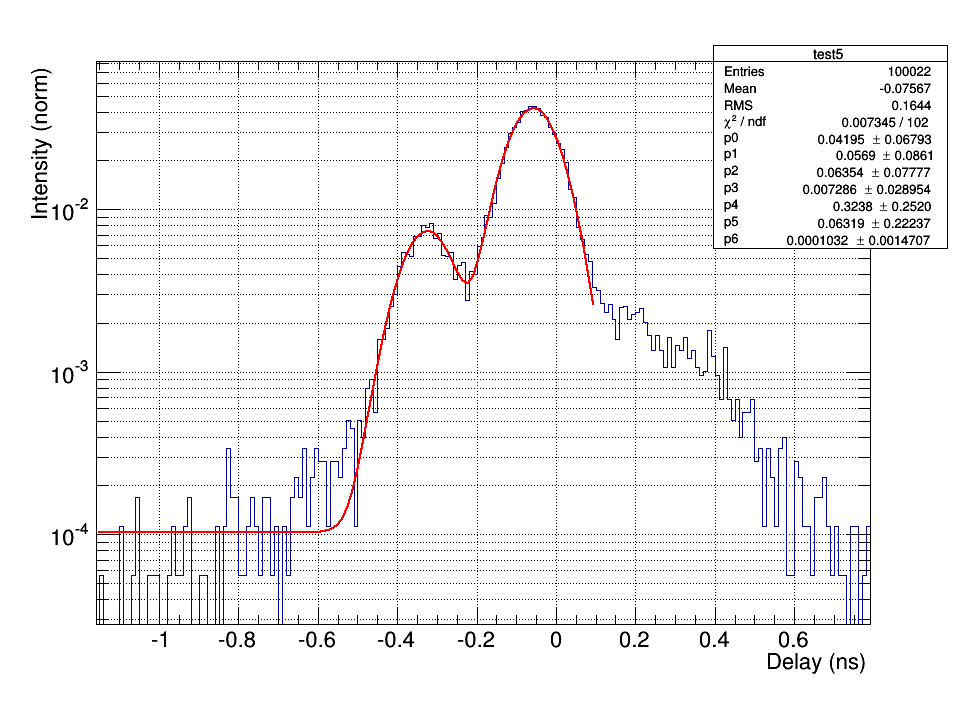 test5
Entries 100022
Mean -0.07567
RMS 0.1644
χ² / ndf 0.007345 / 102
p0 0.04195 ± 0.06793
p1 0.0569 ± 0.0861
p2 0.06354 ± 0.07777
p3 0.007286 ± 0.028954
p4 0.3238 ± 0.2520
p5 0.06319 ± 0.22237
p6 0.0001032 ± 0.0014707
Intensity (norm)
10⁻²
10⁻³
10⁻⁴
-1 -0.8 -0.6 -0.4 -0.2 0 0.2 0.4 0.6
Delay (ns)